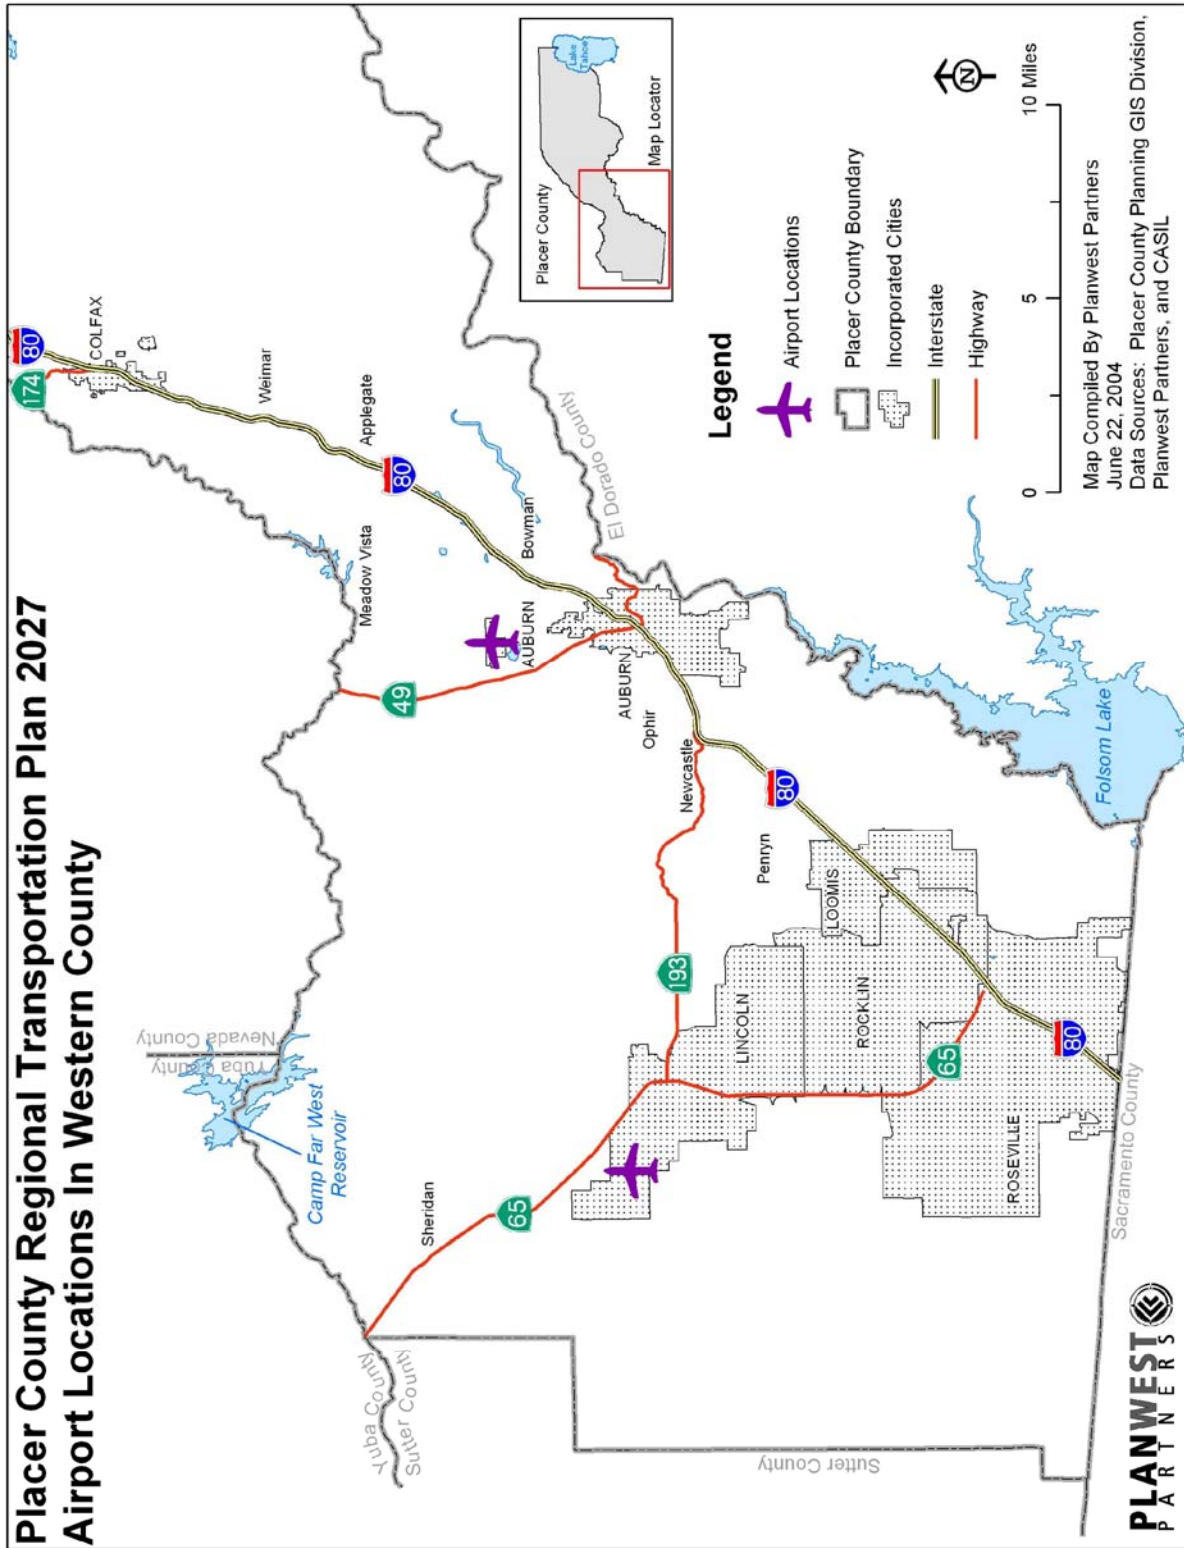 Placer County Regional Transportation Plan 2027
Airport Locations In Western County
80
174
COLFAX
Weimar
Applegate
80
Meadow Vista
Bowman
El Dorado County
AUBURN
49
AUBURN
Ophir
Newcastle
80
Penryn
Folsom Lake
193
LOOMIS
LINCOLN
ROCKLIN
65
80
ROSEVILLE
Sacramento County
Nevada County
Yuba County
Camp Far West
Reservoir
Sheridan
65
Yuba County
Sutter County
Sutter County
Placer County
Lake
Tahoe
Map Locator
Legend
Airport Locations
Placer County Boundary
Incorporated Cities
Interstate
Highway
N
0
5
10 Miles
Map Compiled By Planwest Partners
June 22, 2004
Data Sources: Placer County Planning GIS Division,
Planwest Partners, and CASIL
PLANWEST
PARTNERS